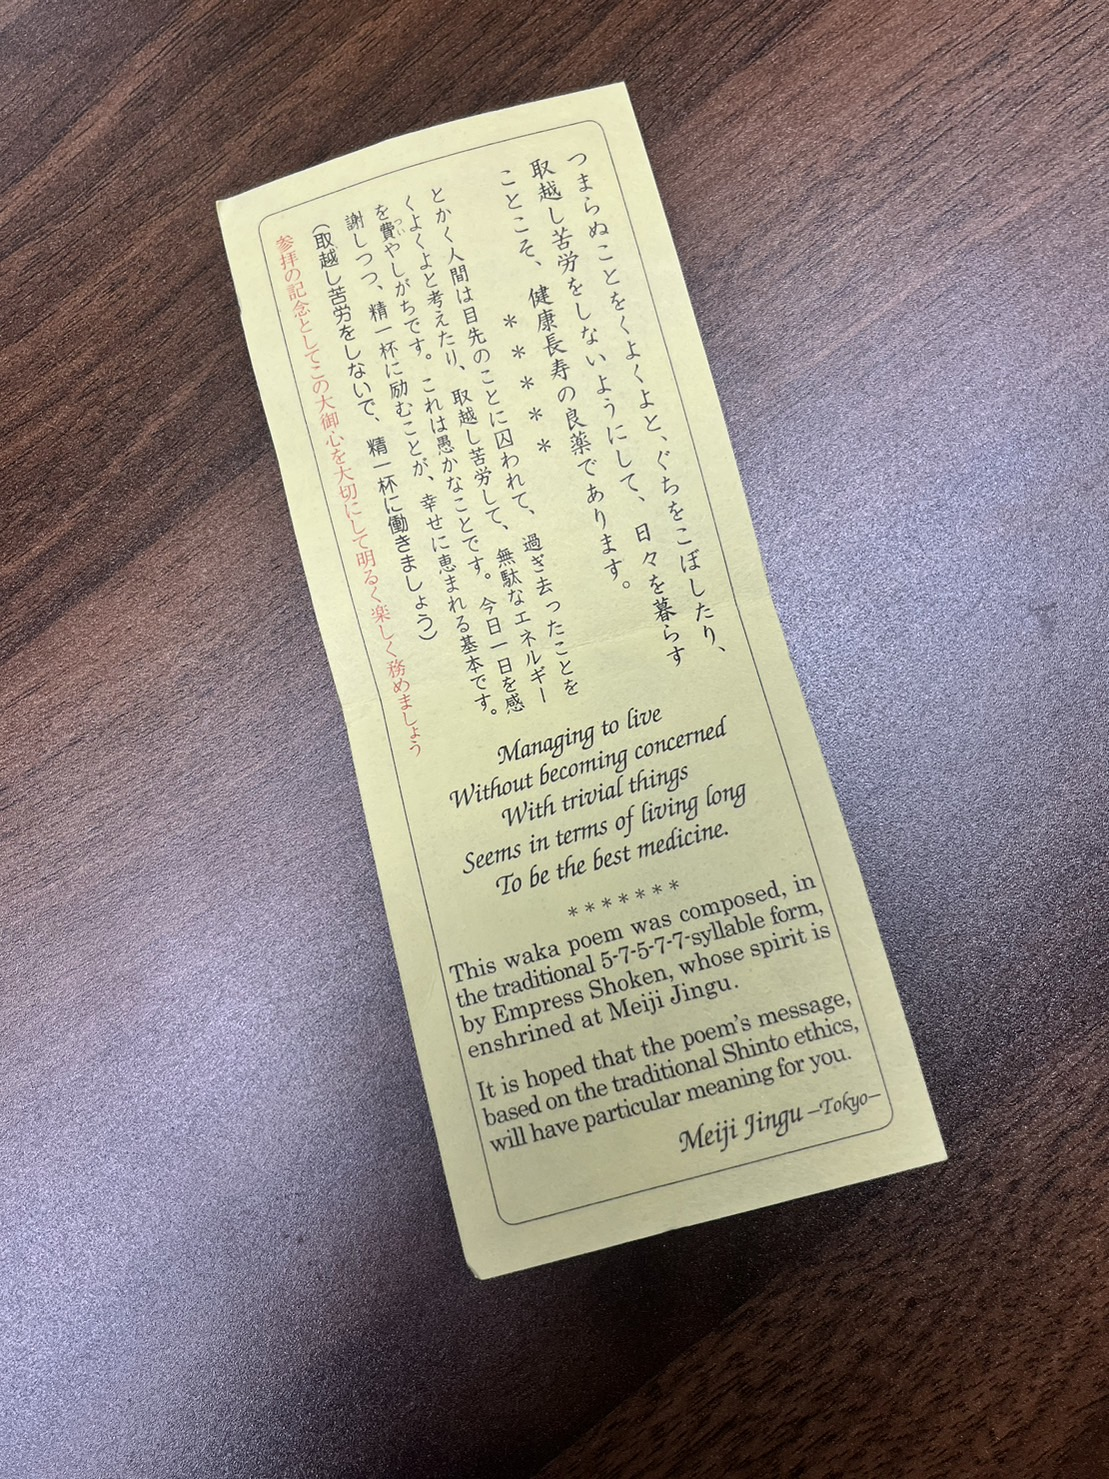 つまらぬことをくよくよと、ぐちをこぼしたり、
取越し苦労をしないようにして、日々を暮らす
ことこそ、健康長寿の良薬であります。
＊＊＊＊＊
とかく人間は目先のことに囚われて、過ぎ去ったことを
くよくよと考えたり、取越し苦労して、無駄なエネルギー
を費やしがちです。これは愚かなことです。今日一日を感
つい
謝しつつ、精一杯に励むことが、幸せに恵まれる基本です。
（取越し苦労をしないで、精一杯に働きましょう）
参拝の記念としてこの大御心を大切にして明るく楽しく務めましょう
Managing to live
Without becoming concerned
With trivial things
Seems in terms of living long
To be the best medicine.
*******
This waka poem was composed, in
the traditional 5-7-5-7-7-syllable form,
by Empress Shoken, whose spirit is
enshrined at Meiji Jingu.
It is hoped that the poem's message,
based on the traditional Shinto ethics,
will have particular meaning for you.
Meiji Jingu –Tokyo–